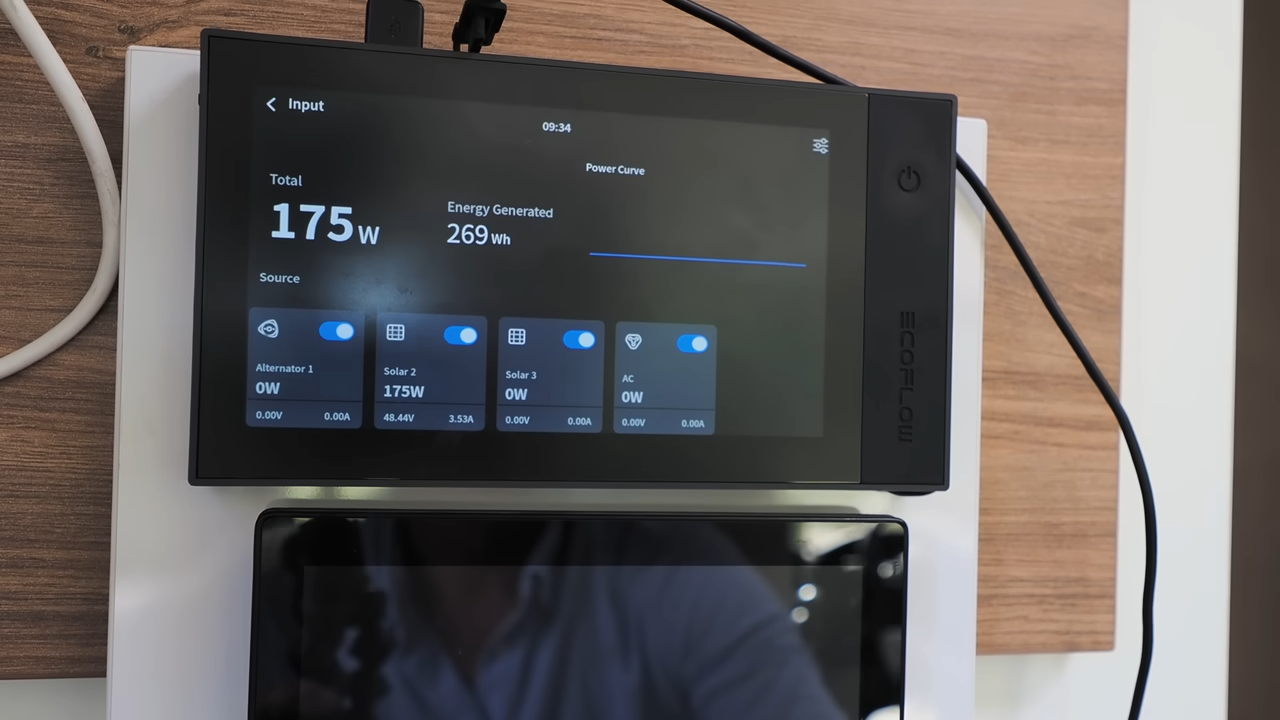 Input
09:34
Power Curve
Total
175W
Energy Generated
269Wh
Source
Alternator 1
0W
0.00V 0.00A
Solar 2
175W
48.44V 3.53A
Solar 3
0W
0.00V 0.00A
AC
0W
0.00V 0.00A
ECOFLOW